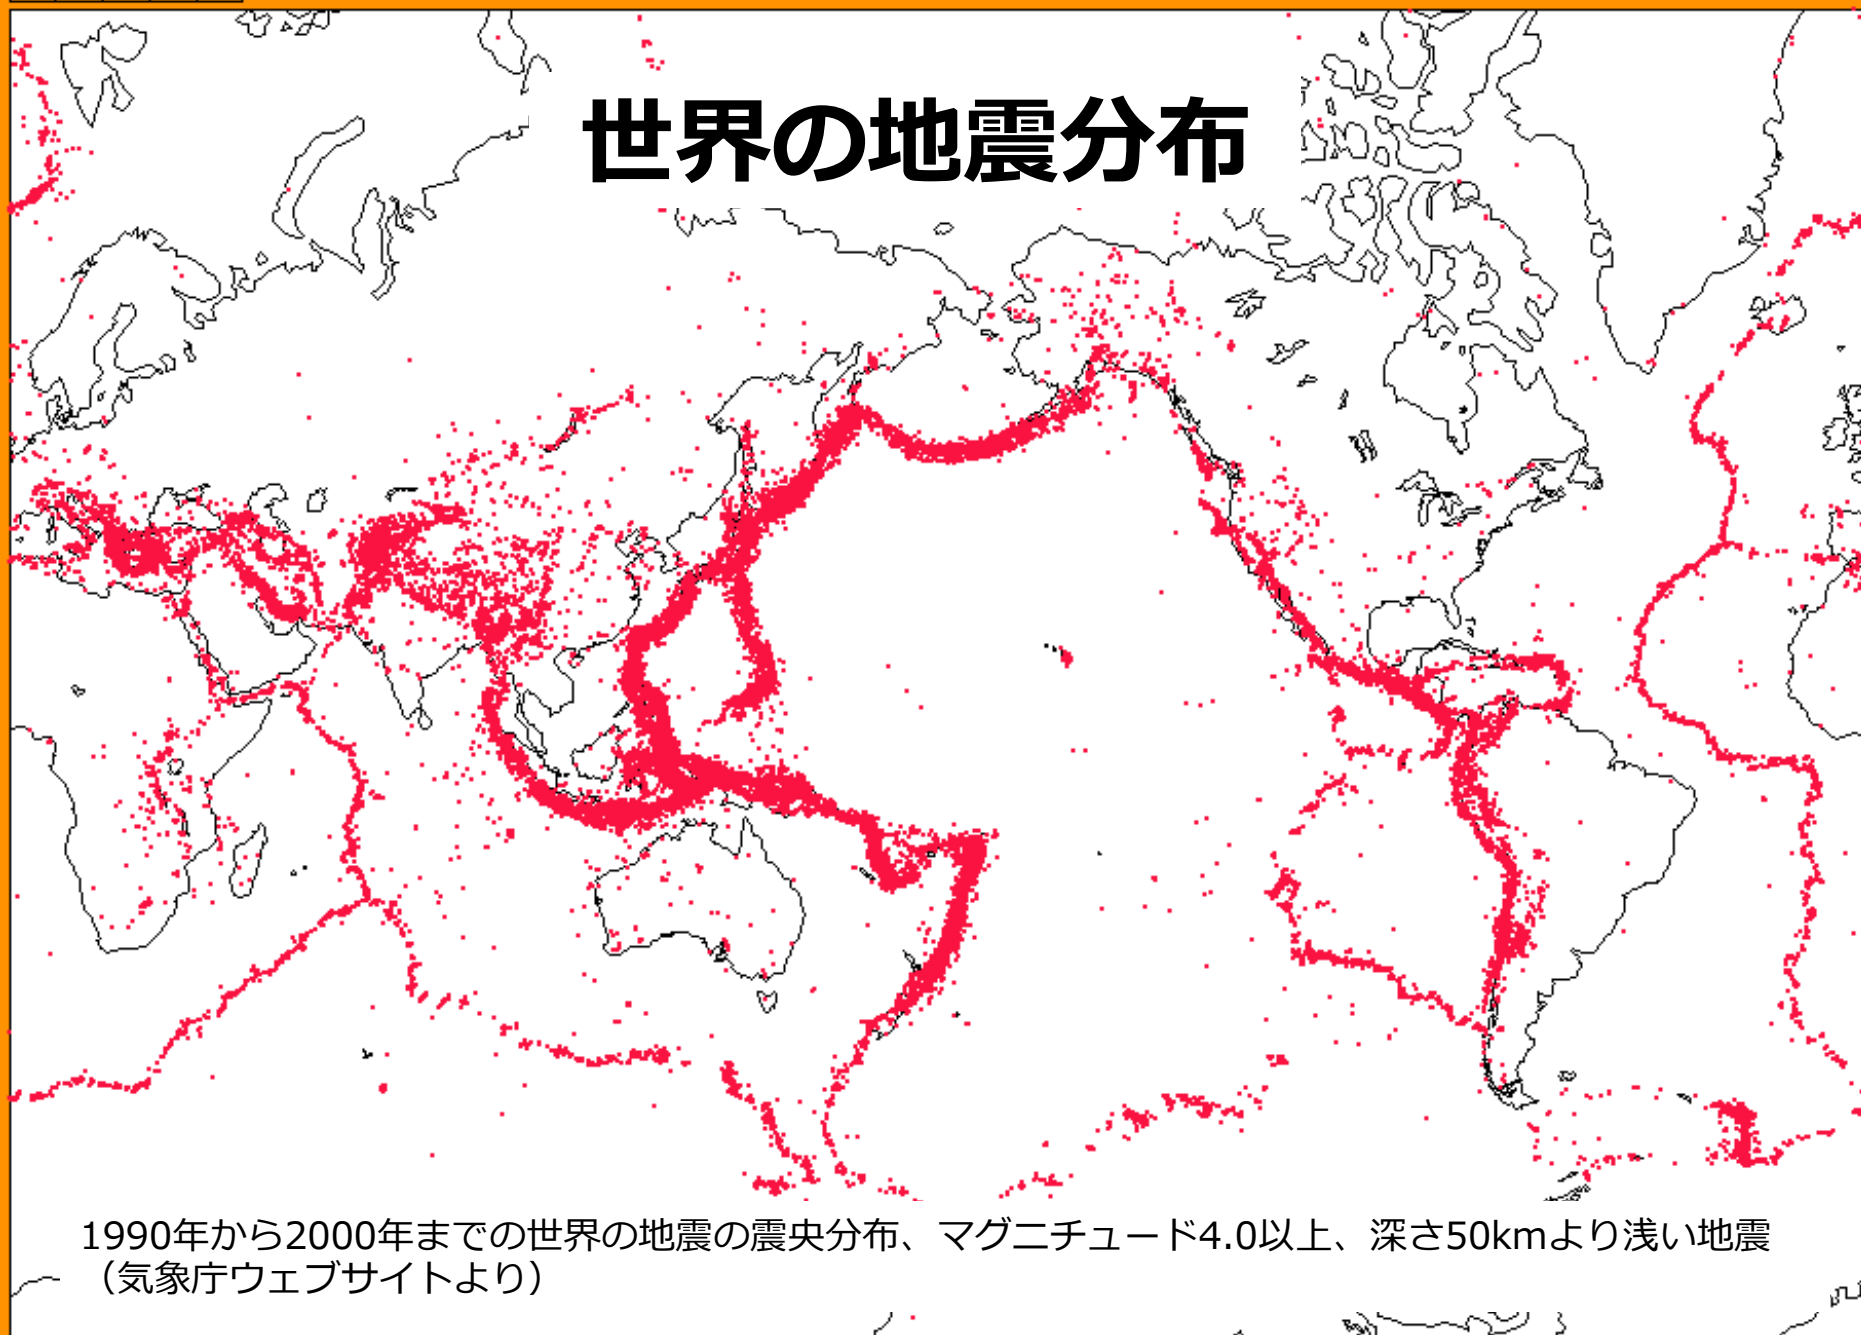 世界の地震分布
1990年から2000年までの世界の地震の震央分布、マグニチュード4.0以上、深さ50kmより浅い地震
（気象庁ウェブサイトより）